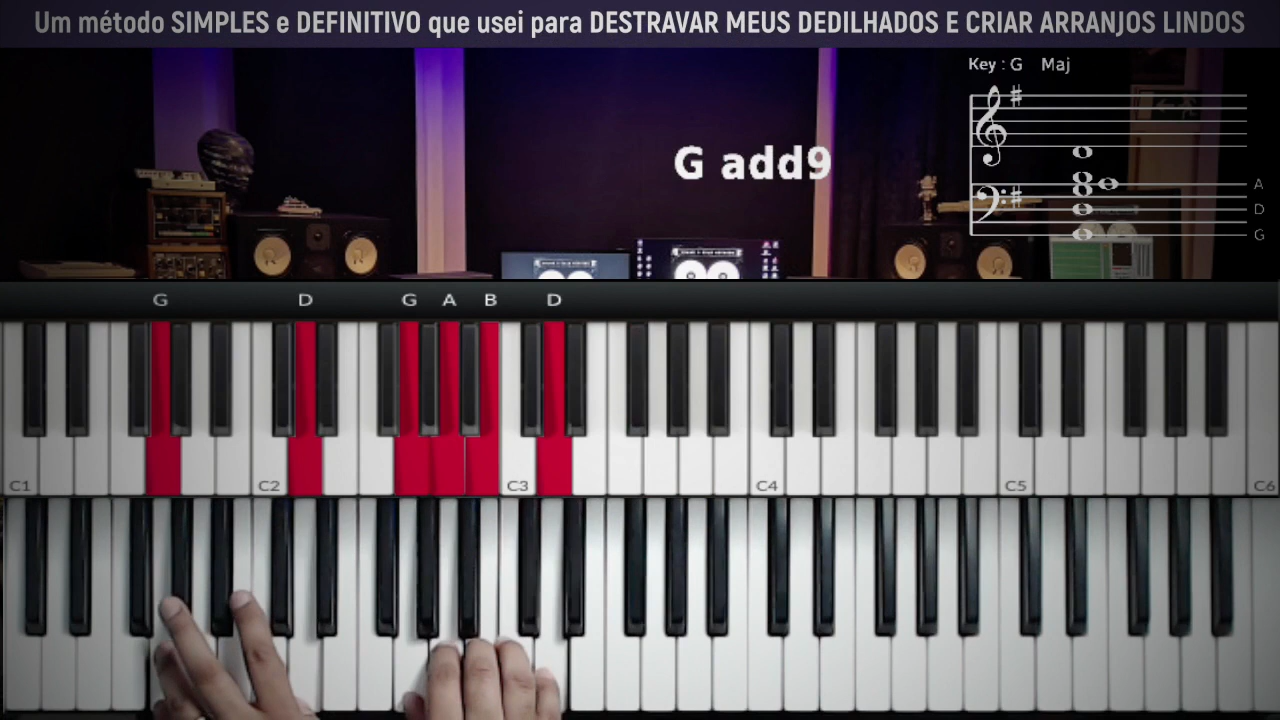 Um método SIMPLES e DEFINITIVO que usei para DESTRAVAR MEUS DEDILHADOS E CRIAR ARRANJOS LINDOS
Key : G Maj
G add9
A
D
G
G D G A B D
C1 C2 C3 C4 C5 C6